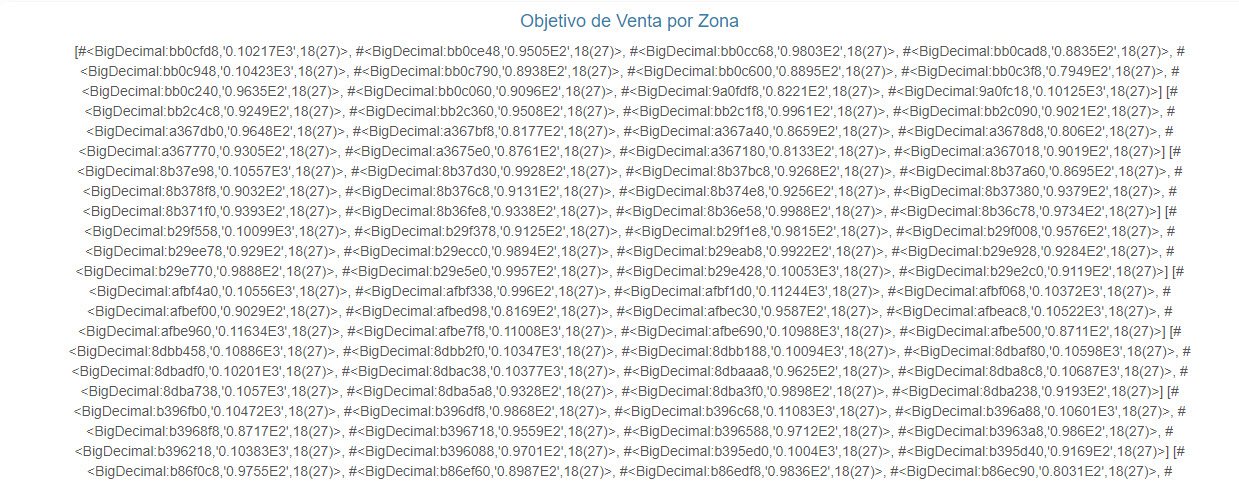 Objetivo de Venta por Zona
[#<BigDecimal:bb0cfd8,'0.10217E3',18(27)>, #<BigDecimal:bb0ce48,'0.9505E2',18(27)>, #<BigDecimal:bb0cc68,'0.9803E2',18(27)>, #<BigDecimal:bb0cad8,'0.8835E2',18(27)>, #
<BigDecimal:bb0c948,'0.10423E3',18(27)>, #<BigDecimal:bb0c790,'0.8938E2',18(27)>, #<BigDecimal:bb0c600,'0.8895E2',18(27)>, #<BigDecimal:bb0c3f8,'0.7949E2',18(27)>, #
<BigDecimal:bb0c240,'0.9635E2',18(27)>, #<BigDecimal:bb0c060,'0.9096E2',18(27)>, #<BigDecimal:9a0fdf8,'0.8221E2',18(27)>, #<BigDecimal:9a0fc18,'0.10125E3',18(27)>] [#
<BigDecimal:bb2c4c8,'0.9249E2',18(27)>, #<BigDecimal:bb2c360,'0.9508E2',18(27)>, #<BigDecimal:bb2c1f8,'0.9961E2',18(27)>, #<BigDecimal:bb2c090,'0.9021E2',18(27)>, #
<BigDecimal:a367db0,'0.9648E2',18(27)>, #<BigDecimal:a367bf8,'0.8177E2',18(27)>, #<BigDecimal:a367a40,'0.8659E2',18(27)>, #<BigDecimal:a3678d8,'0.806E2',18(27)>, #
<BigDecimal:a367770,'0.9305E2',18(27)>, #<BigDecimal:a3675e0,'0.8761E2',18(27)>, #<BigDecimal:a367180,'0.8133E2',18(27)>, #<BigDecimal:a367018,'0.9019E2',18(27)>] [#
<BigDecimal:8b37e98,'0.10557E3',18(27)>, #<BigDecimal:8b37d30,'0.9928E2',18(27)>, #<BigDecimal:8b37bc8,'0.9268E2',18(27)>, #<BigDecimal:8b37a60,'0.8695E2',18(27)>, #
<BigDecimal:8b378f8,'0.9032E2',18(27)>, #<BigDecimal:8b376c8,'0.9131E2',18(27)>, #<BigDecimal:8b374e8,'0.9256E2',18(27)>, #<BigDecimal:8b37380,'0.9379E2',18(27)>, #
<BigDecimal:8b371f0,'0.9393E2',18(27)>, #<BigDecimal:8b36fe8,'0.9338E2',18(27)>, #<BigDecimal:8b36e58,'0.9988E2',18(27)>, #<BigDecimal:8b36c78,'0.9734E2',18(27)>] [#
<BigDecimal:b29f558,'0.10099E3',18(27)>, #<BigDecimal:b29f378,'0.9125E2',18(27)>, #<BigDecimal:b29f1e8,'0.9815E2',18(27)>, #<BigDecimal:b29f008,'0.9576E2',18(27)>, #
<BigDecimal:b29ee78,'0.929E2',18(27)>, #<BigDecimal:b29ecc0,'0.9894E2',18(27)>, #<BigDecimal:b29eab8,'0.9922E2',18(27)>, #<BigDecimal:b29e928,'0.9284E2',18(27)>, #
<BigDecimal:b29e770,'0.9888E2',18(27)>, #<BigDecimal:b29e5e0,'0.9957E2',18(27)>, #<BigDecimal:b29e428,'0.10053E3',18(27)>, #<BigDecimal:b29e2c0,'0.9119E2',18(27)>] [#
<BigDecimal:afbf4a0,'0.10556E3',18(27)>, #<BigDecimal:afbf338,'0.996E2',18(27)>, #<BigDecimal:afbf1d0,'0.11244E3',18(27)>, #<BigDecimal:afbf068,'0.10372E3',18(27)>, #
<BigDecimal:afbef00,'0.9029E2',18(27)>, #<BigDecimal:afbed98,'0.8169E2',18(27)>, #<BigDecimal:afbec30,'0.9587E2',18(27)>, #<BigDecimal:afbeac8,'0.10522E3',18(27)>, #
<BigDecimal:afbe960,'0.11634E3',18(27)>, #<BigDecimal:afbe7f8,'0.11008E3',18(27)>, #<BigDecimal:afbe690,'0.10988E3',18(27)>, #<BigDecimal:afbe500,'0.8711E2',18(27)>] [#
<BigDecimal:8dbb458,'0.10886E3',18(27)>, #<BigDecimal:8dbb2f0,'0.10347E3',18(27)>, #<BigDecimal:8dbb188,'0.10094E3',18(27)>, #<BigDecimal:8dbaf80,'0.10598E3',18(27)>, #
<BigDecimal:8dbadf0,'0.10201E3',18(27)>, #<BigDecimal:8dbac38,'0.10377E3',18(27)>, #<BigDecimal:8dbaaa8,'0.9625E2',18(27)>, #<BigDecimal:8dba8c8,'0.10687E3',18(27)>, #
<BigDecimal:8dba738,'0.1057E3',18(27)>, #<BigDecimal:8dba5a8,'0.9328E2',18(27)>, #<BigDecimal:8dba3f0,'0.9898E2',18(27)>, #<BigDecimal:8dba238,'0.9193E2',18(27)>] [#
<BigDecimal:b396fb0,'0.10472E3',18(27)>, #<BigDecimal:b396df8,'0.9868E2',18(27)>, #<BigDecimal:b396c68,'0.11083E3',18(27)>, #<BigDecimal:b396a88,'0.10601E3',18(27)>, #
<BigDecimal:b3968f8,'0.8717E2',18(27)>, #<BigDecimal:b396718,'0.9559E2',18(27)>, #<BigDecimal:b396588,'0.9712E2',18(27)>, #<BigDecimal:b3963a8,'0.986E2',18(27)>, #
<BigDecimal:b396218,'0.10383E3',18(27)>, #<BigDecimal:b396088,'0.9701E2',18(27)>, #<BigDecimal:b395ed0,'0.1004E3',18(27)>, #<BigDecimal:b395d40,'0.9169E2',18(27)>] [#
<BigDecimal:b86f0c8,'0.9755E2',18(27)>, #<BigDecimal:b86ef60,'0.8987E2',18(27)>, #<BigDecimal:b86edf8,'0.9836E2',18(27)>, #<BigDecimal:b86ec90,'0.8031E2',18(27)>, #